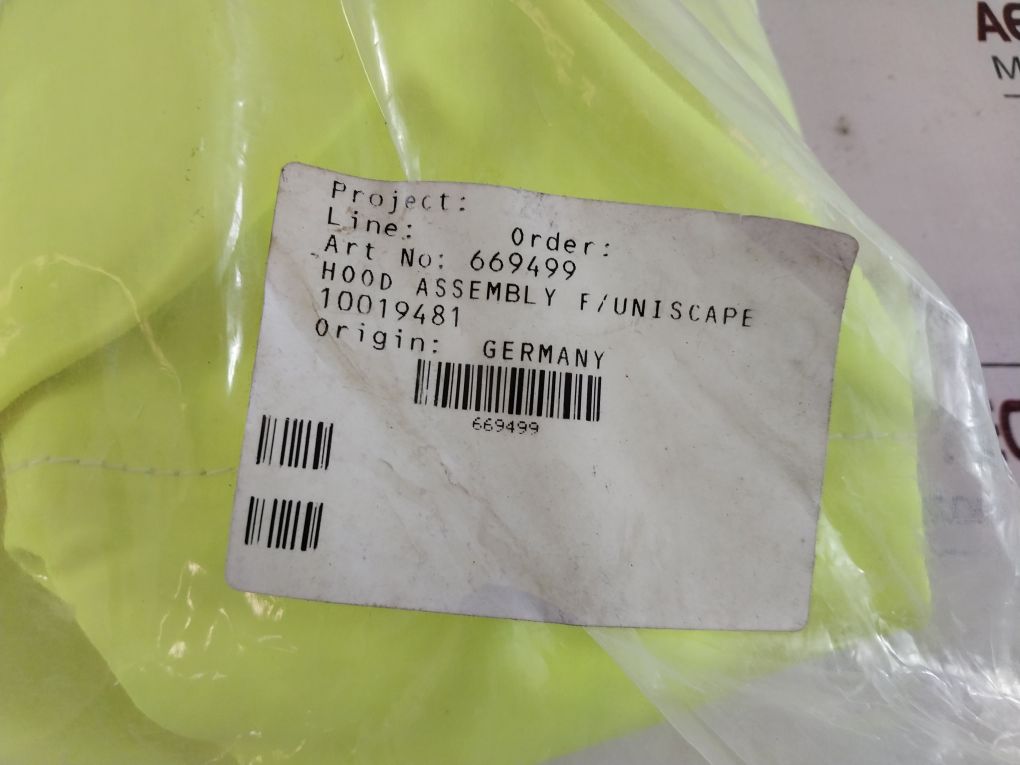 Project:
Line: Order:
Art No: 669499
HOOD ASSEMBLY F/UNISCAPE
10019481
Origin: GERMANY
669499